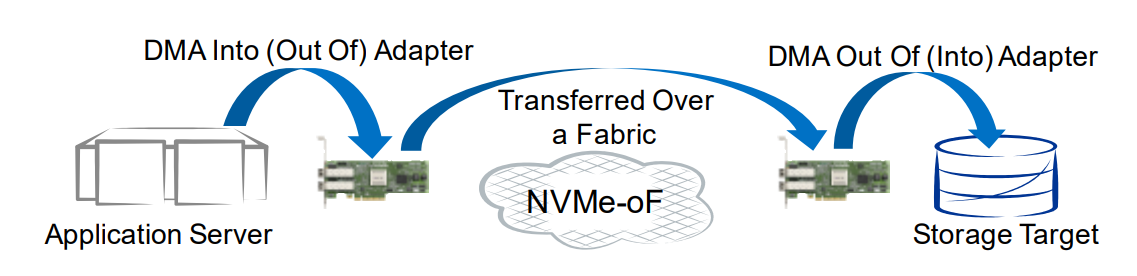 DMA Into (Out Of) Adapter
DMA Out Of (Into) Adapter
Transferred Over
a Fabric
NVMe-oF
Application Server
Storage Target